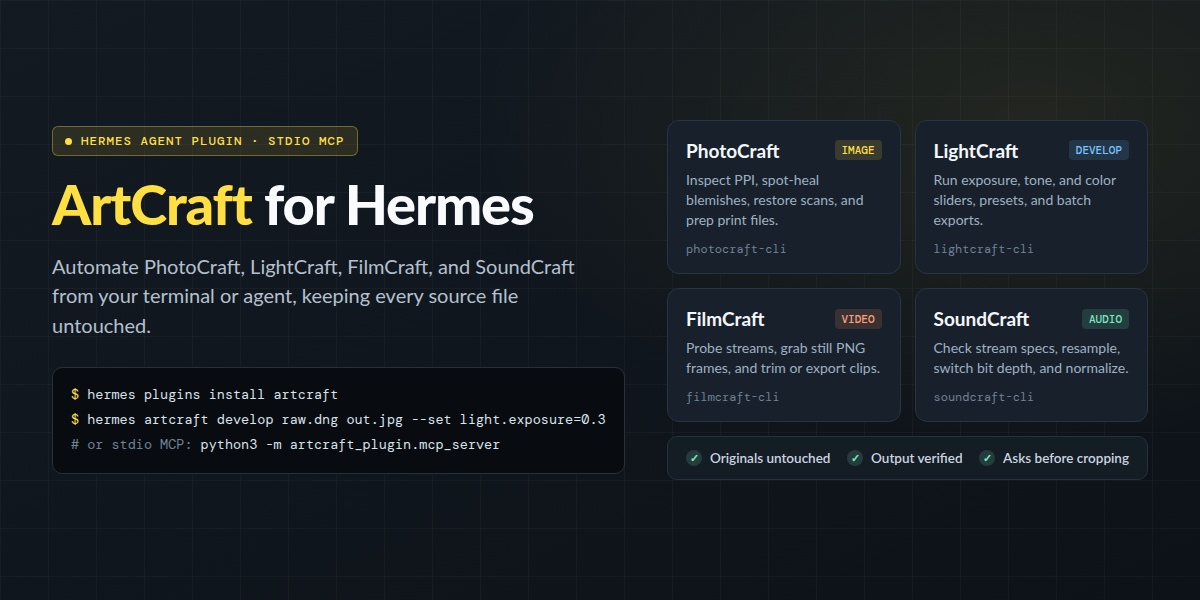 HERMES AGENT PLUGIN · STDIO MCP
ArtCraft for Hermes
Automate PhotoCraft, LightCraft, FilmCraft, and SoundCraft
from your terminal or agent, keeping every source file
untouched.
$ hermes plugins install artcraft
$ hermes artcraft develop raw.dng out.jpg --set light.exposure=0.3
# or stdio MCP: python3 -m artcraft_plugin.mcp_server
PhotoCraft IMAGE
Inspect PPI, spot-heal
blemishes, restore scans, and
prep print files.
photocraft-cli
LightCraft DEVELOP
Run exposure, tone, and color
sliders, presets, and batch
exports.
lightcraft-cli
FilmCraft VIDEO
Probe streams, grab still PNG
frames, and trim or export clips.
filmcraft-cli
SoundCraft AUDIO
Check stream specs, resample,
switch bit depth, and normalize.
soundcraft-cli
✓ Originals untouched ✓ Output verified ✓ Asks before cropping